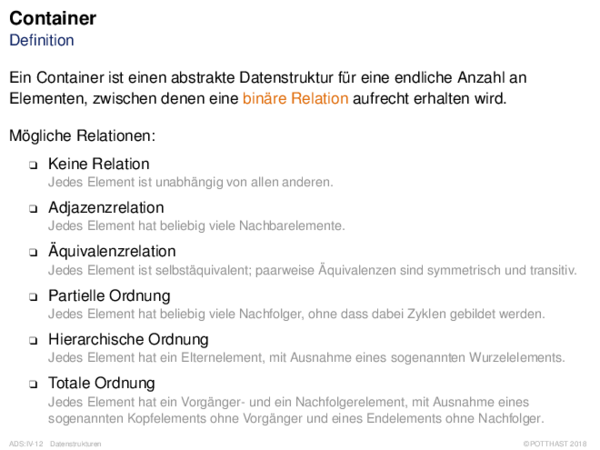 Container
Definition
Ein Container ist einen abstrakte Datenstruktur für eine endliche Anzahl an
Elementen, zwischen denen eine binäre Relation aufrecht erhalten wird.
Mögliche Relationen:
❑ Keine Relation
Jedes Element ist unabhängig von allen anderen.
❑ Adjazenzrelation
Jedes Element hat beliebig viele Nachbarelemente.
❑ Äquivalenzrelation
Jedes Element ist selbstäquivalent; paarweise Äquivalenzen sind symmetrisch und transitiv.
❑ Partielle Ordnung
Jedes Element hat beliebig viele Nachfolger, ohne dass dabei Zyklen gebildet werden.
❑ Hierarchische Ordnung
Jedes Element hat ein Elternelement, mit Ausnahme eines sogenannten Wurzelelements.
❑ Totale Ordnung
Jedes Element hat ein Vorgänger- und ein Nachfolgerelement, mit Ausnahme eines
sogenannten Kopfelements ohne Vorgänger und eines Endelements ohne Nachfolger.
ADS:IV-12 Datenstrukturen ©POTTHAST 2018